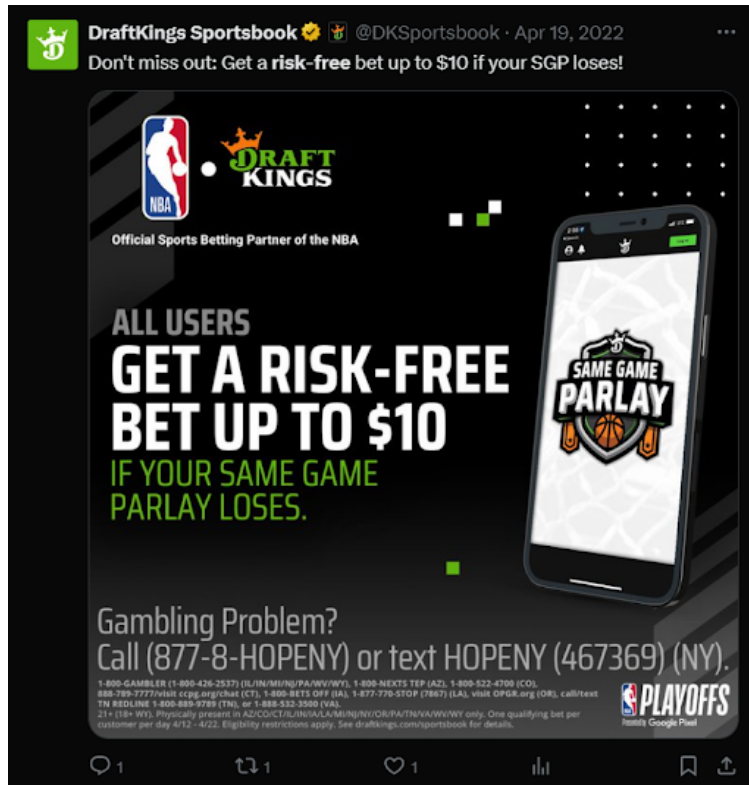 DraftKings Sportsbook @DKSportsbook · Apr 19, 2022
Don't miss out: Get a risk-free bet up to $10 if your SGP loses!
NBA
DRAFT
KINGS
Official Sports Betting Partner of the NBA
ALL USERS
GET A RISK-FREE
BET UP TO $10
IF YOUR SAME GAME
PARLAY LOSES.
SAME GAME
PARLAY
Gambling Problem?
Call (877-8-HOPENY) or text HOPENY (467369) (NY).
1-800-GAMBLER (1-800-426-2537) (IL/IN/MI/NJ/PA/WV/WY), 1-800-NEXTS TEP (AZ), 1-800-522-4700 (CO),
888-789-7777/visit ccpg.org/chat (CT), 1-800-BETS OFF (IA), 1-877-770-STOP (7867) (LA), visit OPGR.org (OR), call/text
TN REDLINE 1-800-889-9789 (TN), or 1-888-532-3500 (VA).
21+ (18+ WY). Physically present in AZ/CO/CT/IL/IN/IA/LA/MI/NJ/NY/OR/PA/TN/VA/WV/WY only. One qualifying bet per
customer per day 4/12 - 4/22. Eligibility restrictions apply. See draftkings.com/sportsbook for details.
PLAYOFFS
Presented by Google Pixel
1 1 1